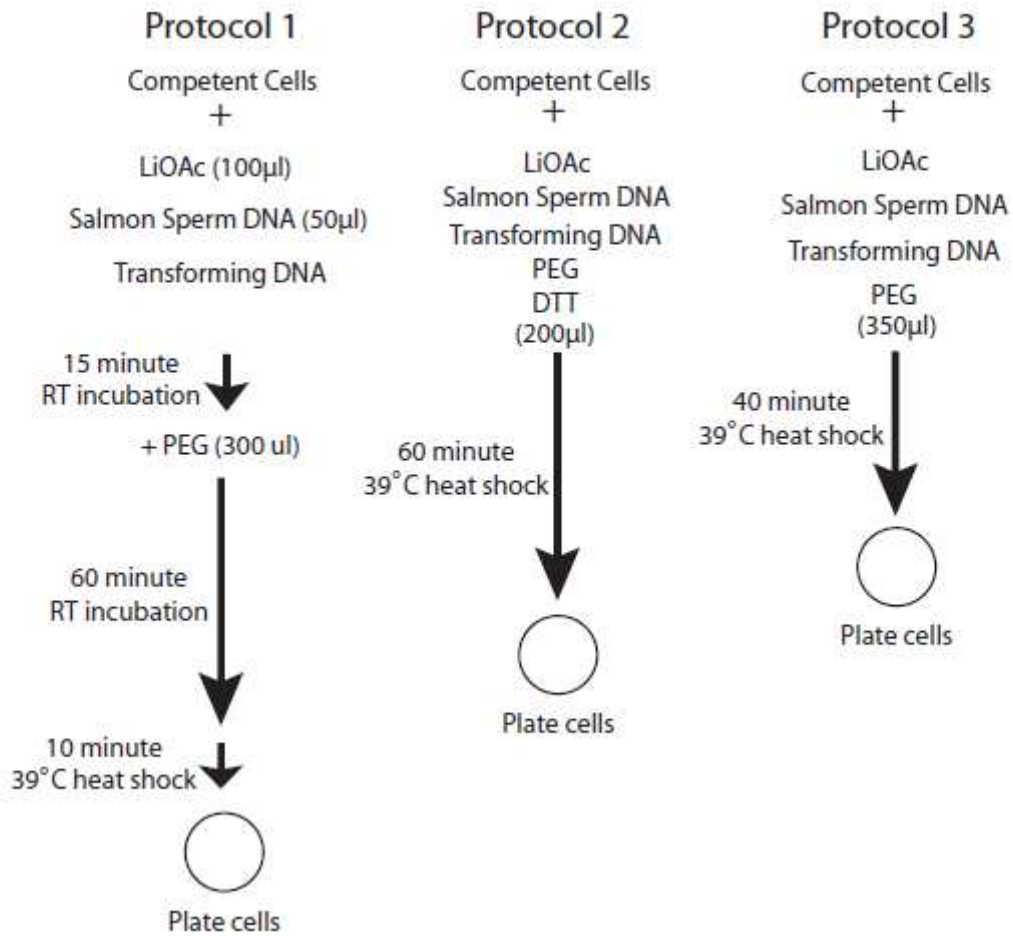 Protocol 1
Competent Cells
+
LiOAc (100µl)
Salmon Sperm DNA (50µl)
Transforming DNA
15 minute
RT incubation
+ PEG (300 ul)
60 minute
RT incubation
10 minute
39°C heat shock
Plate cells
Protocol 2
Competent Cells
+
LiOAc
Salmon Sperm DNA
Transforming DNA
PEG
DTT
(200µl)
60 minute
39°C heat shock
Plate cells
Protocol 3
Competent Cells
+
LiOAc
Salmon Sperm DNA
Transforming DNA
PEG
(350µl)
40 minute
39°C heat shock
Plate cells